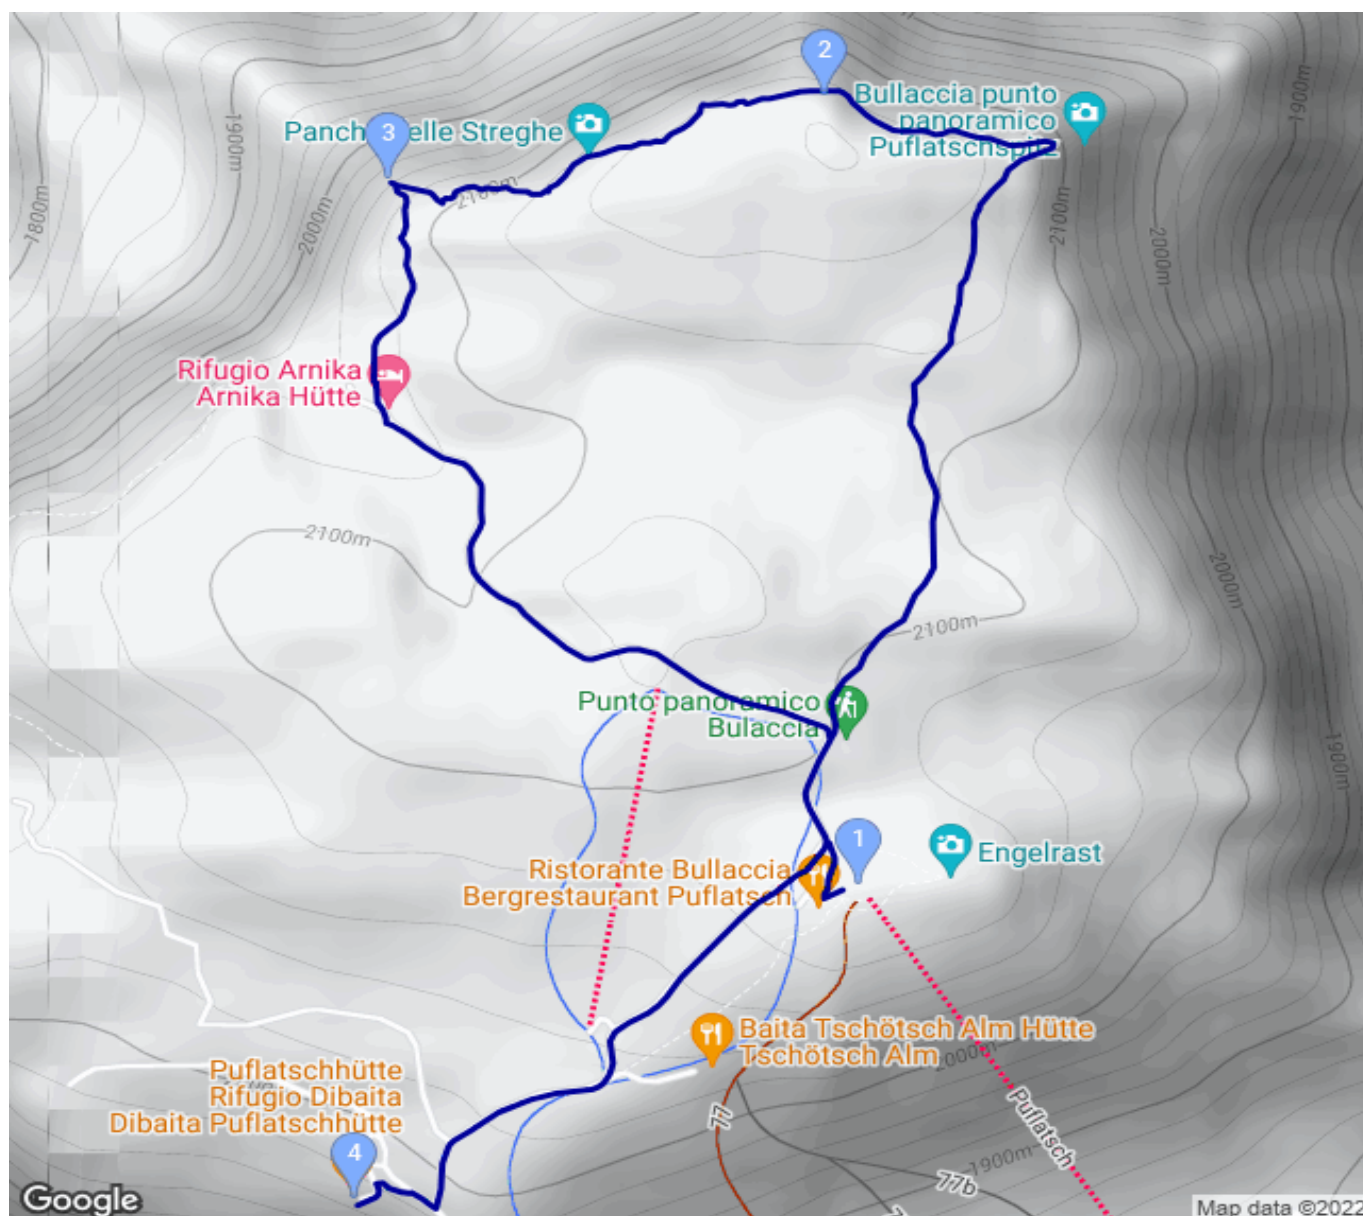 2
Bullaccia punto
panoramico
Puflatschspitz
1900m
3
Panche delle Streghe
1900m
2100m
1800m
2000m
2100m
2000m
Rifugio Arnika
Arnika Hütte
2100m
2000m
2100m
Punto panoramico
Bulaccia
1900m
1
Engelrast
Ristorante Bullaccia
Bergrestaurant Puflatsch
Baita Tschötsch Alm Hütte
Tschötsch Alm
2000m
Puflatschhütte
Rifugio Dibaita
Dibaita Puflatschhütte
77
Puflatsch
4
1900m
77b
Google
Map data ©2022